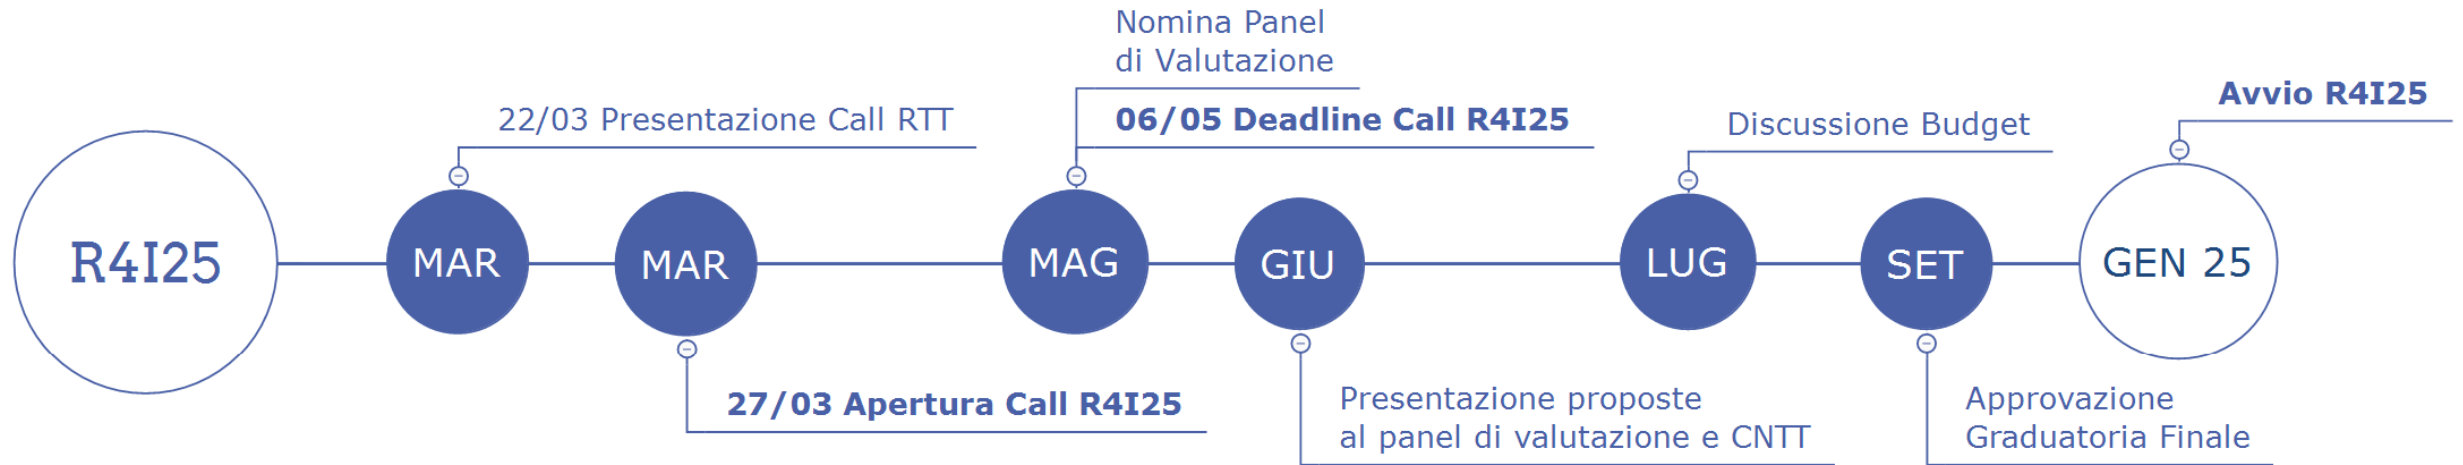 R4I25
MAR
22/03 Presentazione Call RTT
MAR
27/03 Apertura Call R4I25
MAG
Nomina Panel
di Valutazione
06/05 Deadline Call R4I25
GIU
Presentazione proposte
al panel di valutazione e CNTT
LUG
Discussione Budget
SET
Approvazione
Graduatoria Finale
GEN 25
Avvio R4I25